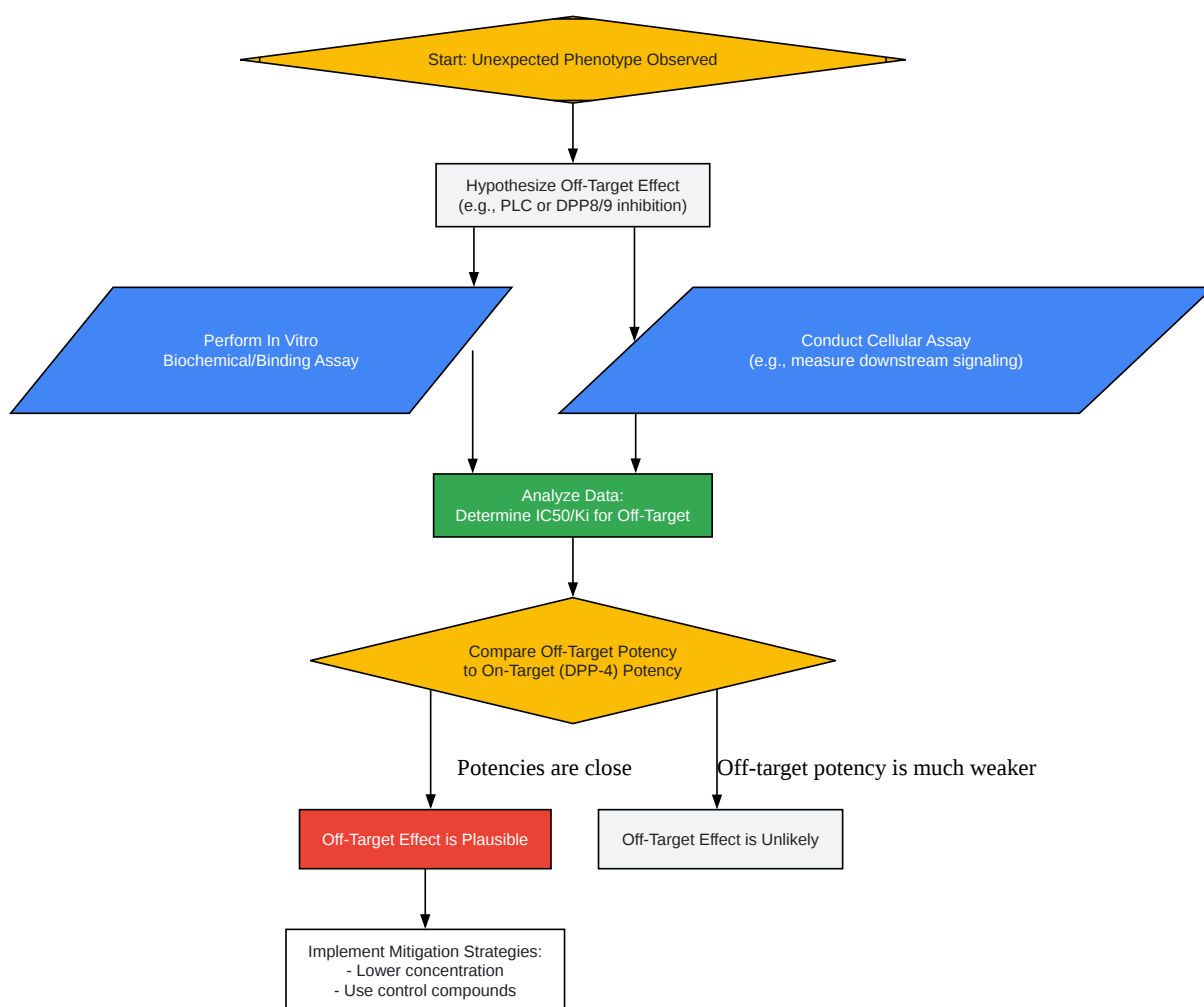 Start: Unexpected Phenotype Observed
Hypothesize Off-Target Effect
(e.g., PLC or DPP8/9 inhibition)
Perform In Vitro
Biochemical/Binding Assay
Conduct Cellular Assay
(e.g., measure downstream signaling)
Analyze Data:
Determine IC50/Ki for Off-Target
Compare Off-Target Potency
to On-Target (DPP-4) Potency
Potencies are close
Off-target potency is much weaker
Off-Target Effect is Plausible
Off-Target Effect is Unlikely
Implement Mitigation Strategies:
- Lower concentration
- Use control compounds